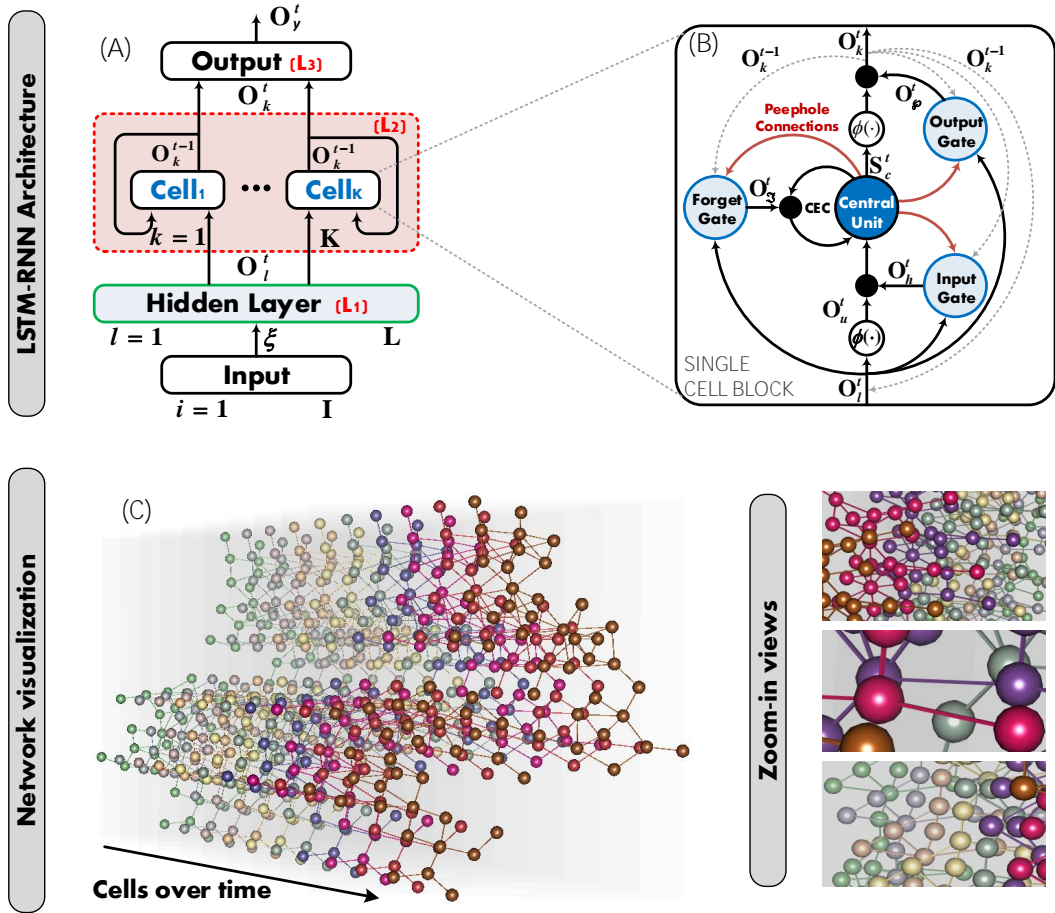 LSTM-RNN Architecture
(A)
O_y^t
Output (L3)
O_k^t
(L2)
O_k^{t-1} O_k^{t-1}
Cell1 ••• CellK
k = 1 K
O_l^t
Hidden Layer (L1)
l = 1 L
ξ
Input
i = 1 I
(B)
O_k^t
O_k^{t-1} O_k^{t-1}
O_℘^t
Peephole
Connections
ϕ(·)
Output
Gate
S_c^t
Forget
Gate
O_ℑ^t
CEC
Central
Unit
O_h^t
Input
Gate
O_u^t
ϕ(·)
SINGLE
CELL BLOCK
O_l^t
Network visualization
(C)
Cells over time
Zoom-in views